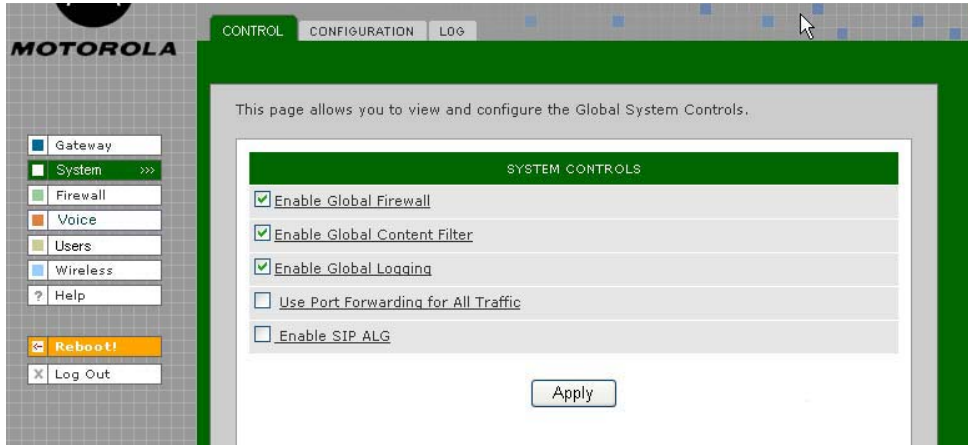 MOTOROLA
CONTROL
CONFIGURATION
LOG
This page allows you to view and configure the Global System Controls.
Gateway
System >>>
Firewall
Voice
Users
Wireless
? Help
Reboot!
X Log Out
SYSTEM CONTROLS
Enable Global Firewall
Enable Global Content Filter
Enable Global Logging
Use Port Forwarding for All Traffic
Enable SIP ALG
Apply